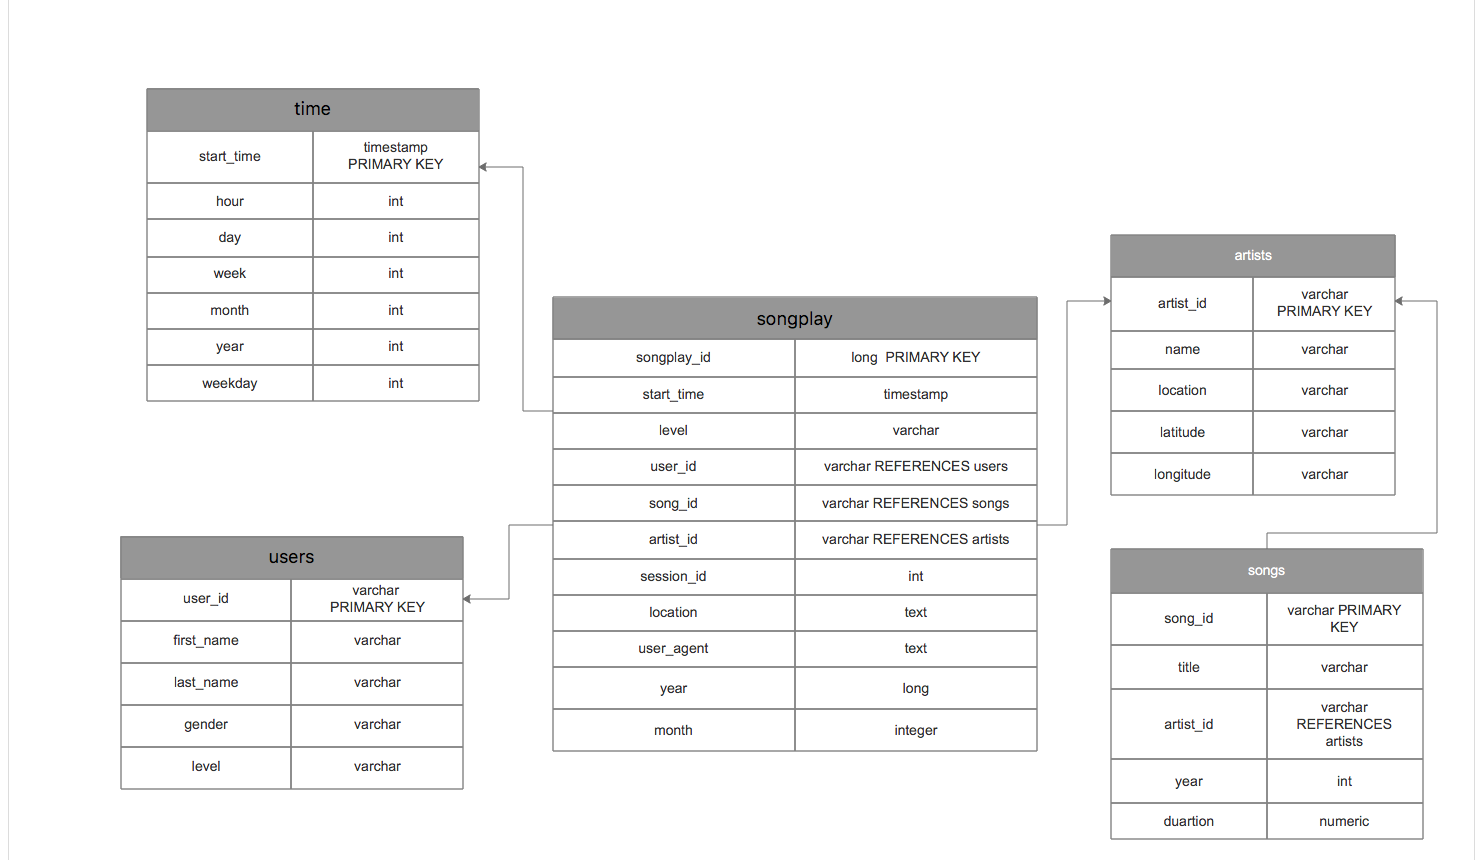 time
start_time
timestamp
PRIMARY KEY
hour
int
day
int
week
int
month
int
year
int
weekday
int
users
user_id
varchar
PRIMARY KEY
first_name
varchar
last_name
varchar
gender
varchar
level
varchar
songplay
songplay_id
long  PRIMARY KEY
start_time
timestamp
level
varchar
user_id
varchar REFERENCES users
song_id
varchar REFERENCES songs
artist_id
varchar REFERENCES artists
session_id
int
location
text
user_agent
text
year
long
month
integer
artists
artist_id
varchar
PRIMARY KEY
name
varchar
location
varchar
latitude
varchar
longitude
varchar
songs
song_id
varchar PRIMARY
KEY
title
varchar
artist_id
varchar
REFERENCES
artists
year
int
duartion
numeric